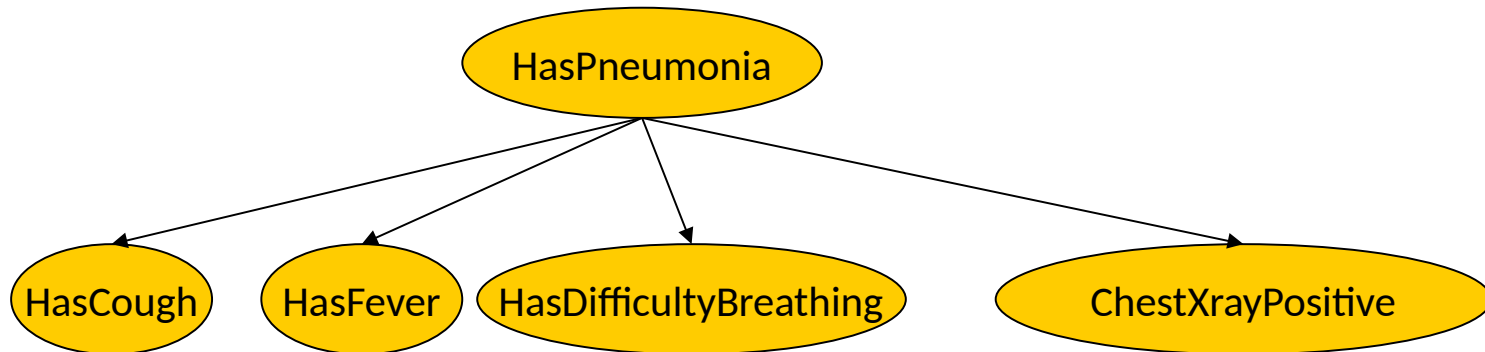 HasPneumonia
HasCough
HasFever
HasDifficultyBreathing
ChestXrayPositive